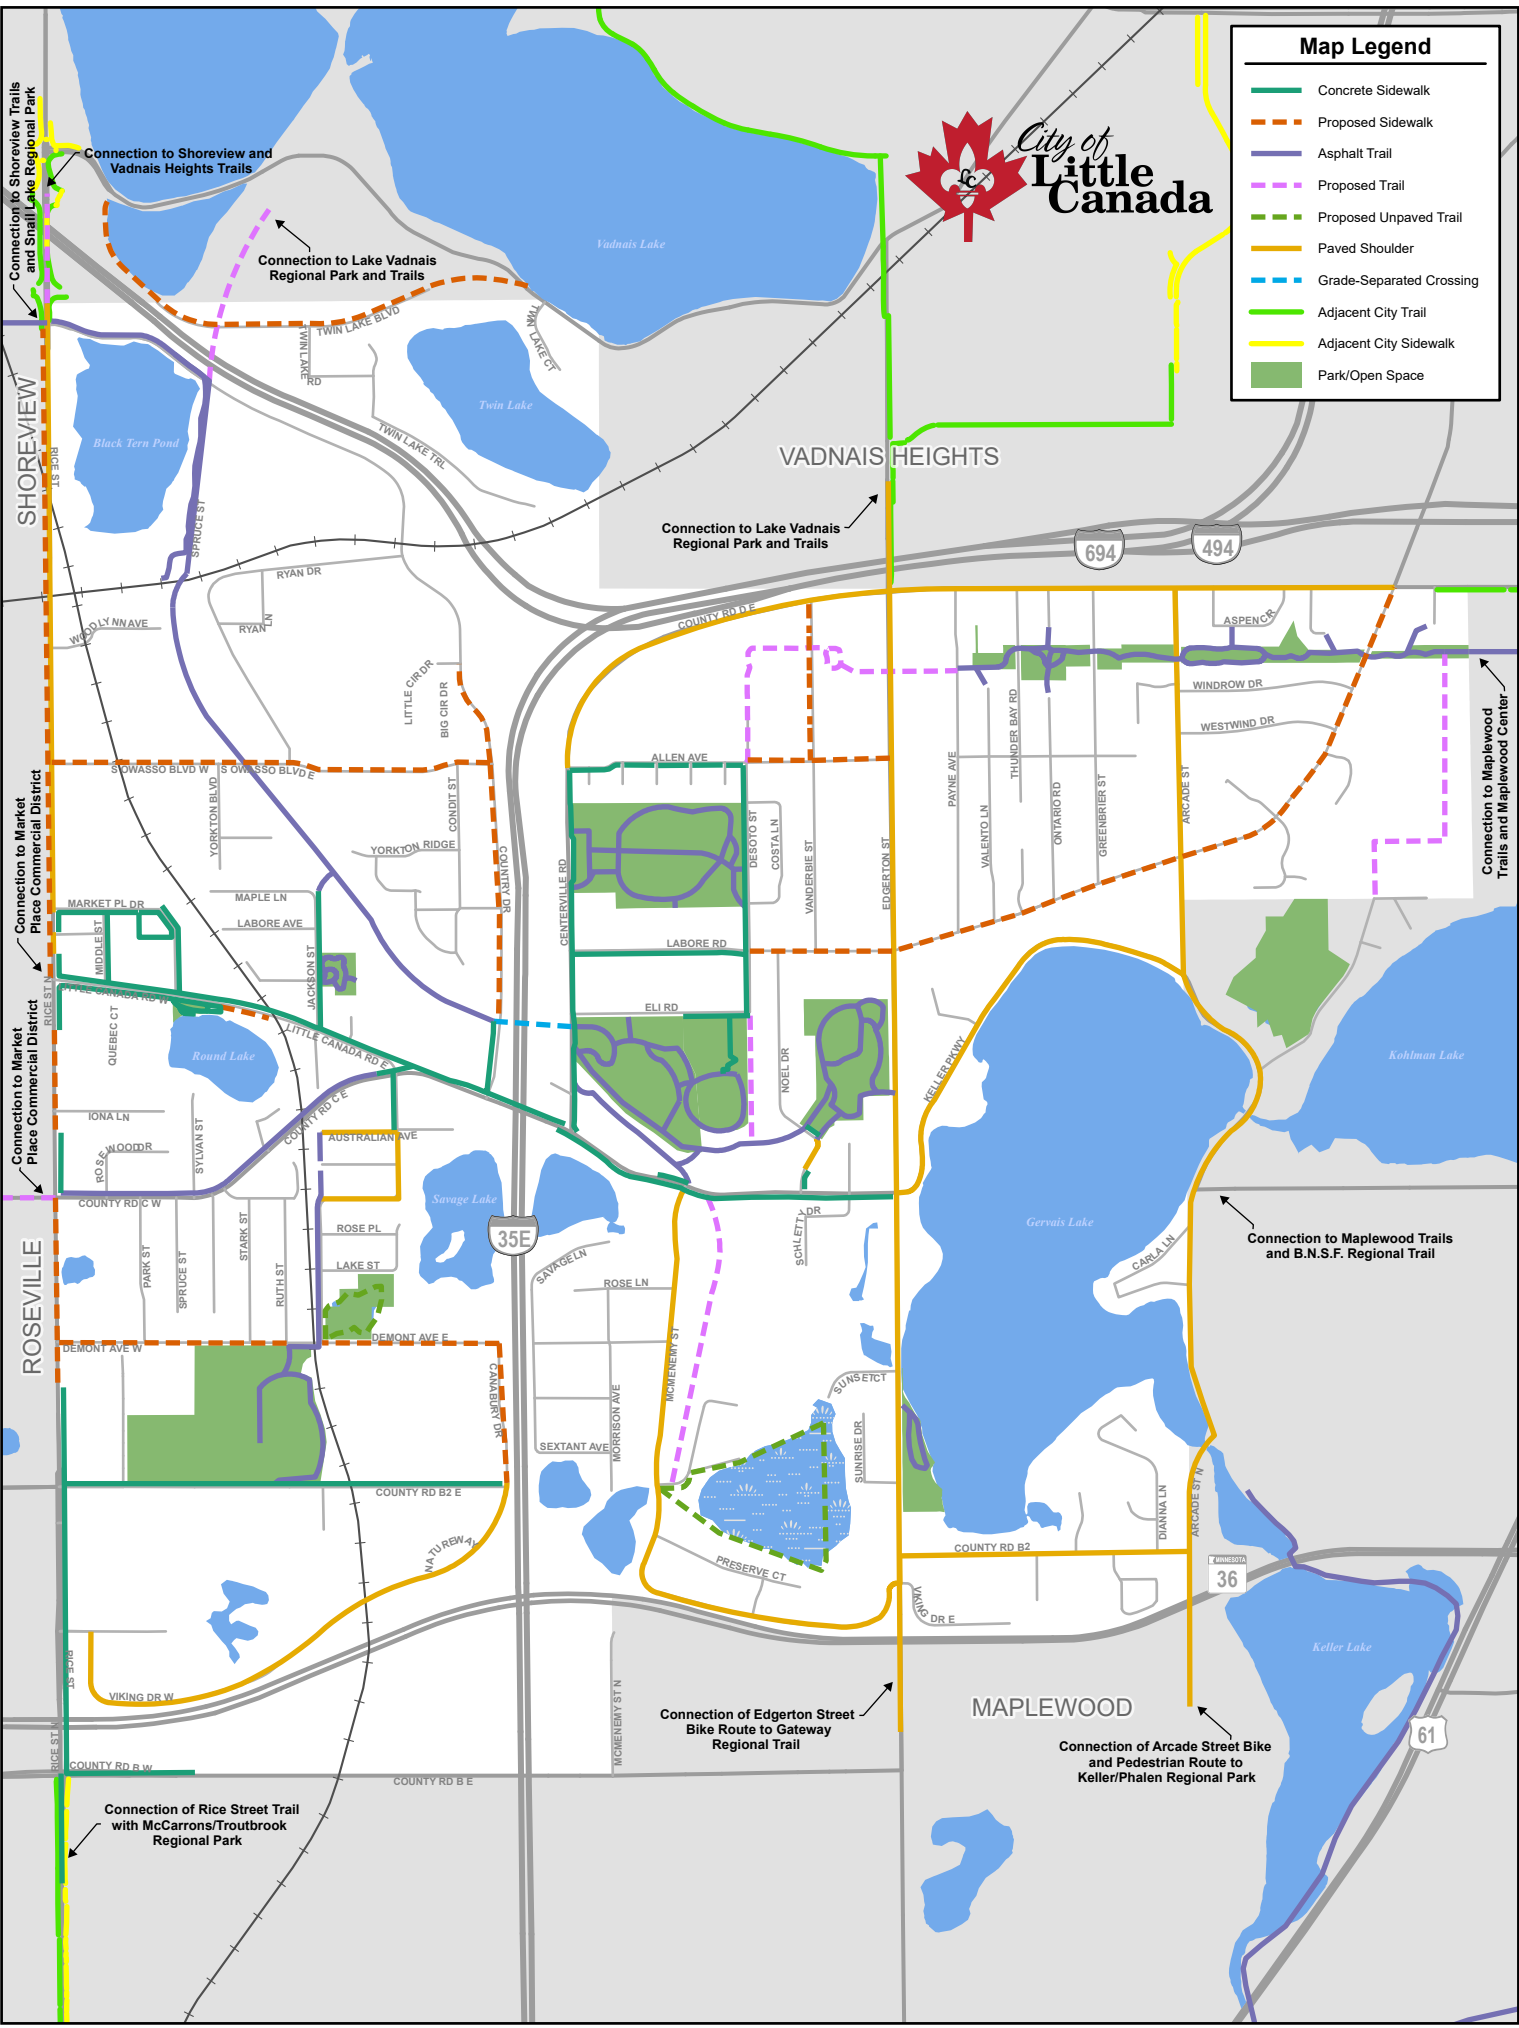 Map Legend
Concrete Sidewalk
Proposed Sidewalk
Asphalt Trail
Proposed Trail
Proposed Unpaved Trail
Paved Shoulder
Grade-Separated Crossing
Adjacent City Trail
Adjacent City Sidewalk
Park/Open Space
City of
Little
Canada
LC
Connection to Shoreview Trails
and Snail Lake Regional Park
Connection to Shoreview and
Vadnais Heights Trails
Connection to Lake Vadnais
Regional Park and Trails
Vadnais Lake
TWIN LAKE BLVD
TWIN LAKE
RD
TWIN LAKE CT
Twin Lake
TWIN LAKE TRL
Black Tern Pond
SHOREVIEW
RICE ST
SPRUCE ST
VADNAIS HEIGHTS
Connection to Lake Vadnais
Regional Park and Trails
694
494
RYAN DR
RYAN LN
WOODLYNN AVE
COUNTY RD D E
ASPEN CIR
LITTLE CIR DR
BIG CIR DR
WINDROW DR
WESTWIND DR
THUNDER BAY RD
PAYNE AVE
VALENTO LN
ONTARIO RD
GREENBRIER ST
ARCADE ST
Connection to Maplewood
Trails and Maplewood Center
S OWASSO BLVD W
S OWASSO BLVD E
YORKTON BLVD
CONDIT ST
YORKTON RIDGE
COUNTRY DR
ALLEN AVE
CENTERVILLE RD
DESOTO ST
COSTA LN
VANDERBIE ST
EDGERTON ST
Connection to Market
Place Commercial District
MARKET PL DR
MIDDLE ST
MAPLE LN
LABORE AVE
JACKSON ST
LABORE RD
ELI RD
RICE ST N
LITTLE CANADA RD W
QUEBEC CT
Round Lake
LITTLE CANADA RD E
NOEL DR
KELLER PKWY
Kohlman Lake
Connection to Market
Place Commercial District
IONA LN
ROSEWOOD DR
SYLVAN ST
COUNTY RD C E
AUSTRALIAN AVE
COUNTY RD C W
Savage Lake
35E
SCHLETTY DR
Gervais Lake
CARLA LN
Connection to Maplewood Trails
and B.N.S.F. Regional Trail
ROSEVILLE
PARK ST
SPRUCE ST
STARK ST
RUTH ST
ROSE PL
LAKE ST
SAVAGE LN
ROSE LN
DEMONT AVE W
DEMONT AVE E
CANABURY DR
MCMENEMY ST
MORRISON AVE
SEXTANT AVE
SUNSET CT
SUNRISE DR
COUNTY RD B2 E
NATURE WAY
PRESERVE CT
COUNTY RD B2
DIANNA LN
ARCADE ST N
MINNESOTA
36
VIKING DR E
Keller Lake
RICE ST
VIKING DR W
MCMENEMY ST N
Connection of Edgerton Street
Bike Route to Gateway
Regional Trail
MAPLEWOOD
Connection of Arcade Street Bike
and Pedestrian Route to
Keller/Phalen Regional Park
61
RICE ST N
COUNTY RD B W
COUNTY RD B E
Connection of Rice Street Trail
with McCarrons/Troutbrook
Regional Park